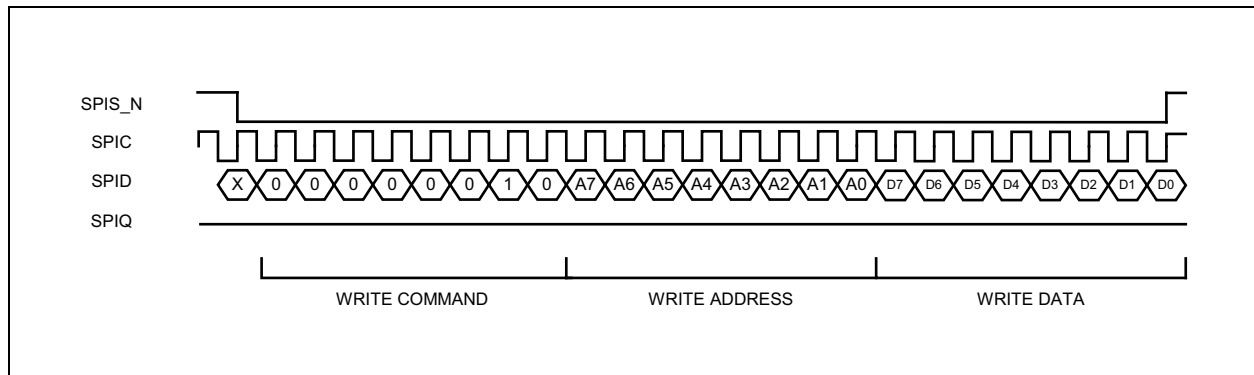 SPIS_N
SPIC
SPID X 0 0 0 0 0 0 1 0 A7 A6 A5 A4 A3 A2 A1 A0 D7 D6 D5 D4 D3 D2 D1 D0
SPIQ
WRITE COMMAND WRITE ADDRESS WRITE DATA